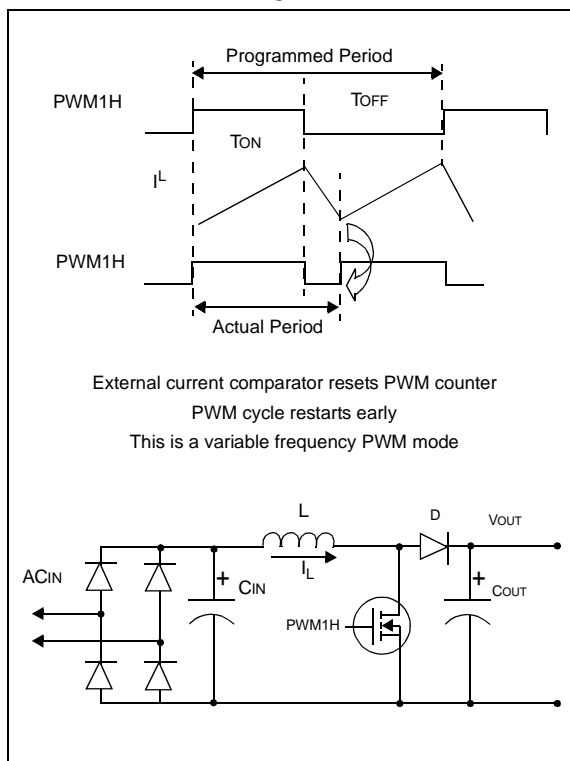 Programmed Period
PWM1H
TOFF
TON
IL
PWM1H
Actual Period
External current comparator resets PWM counter
PWM cycle restarts early
This is a variable frequency PWM mode
L
D
VOUT
+
IL
+
ACIN
CIN
COUT
PWM1H